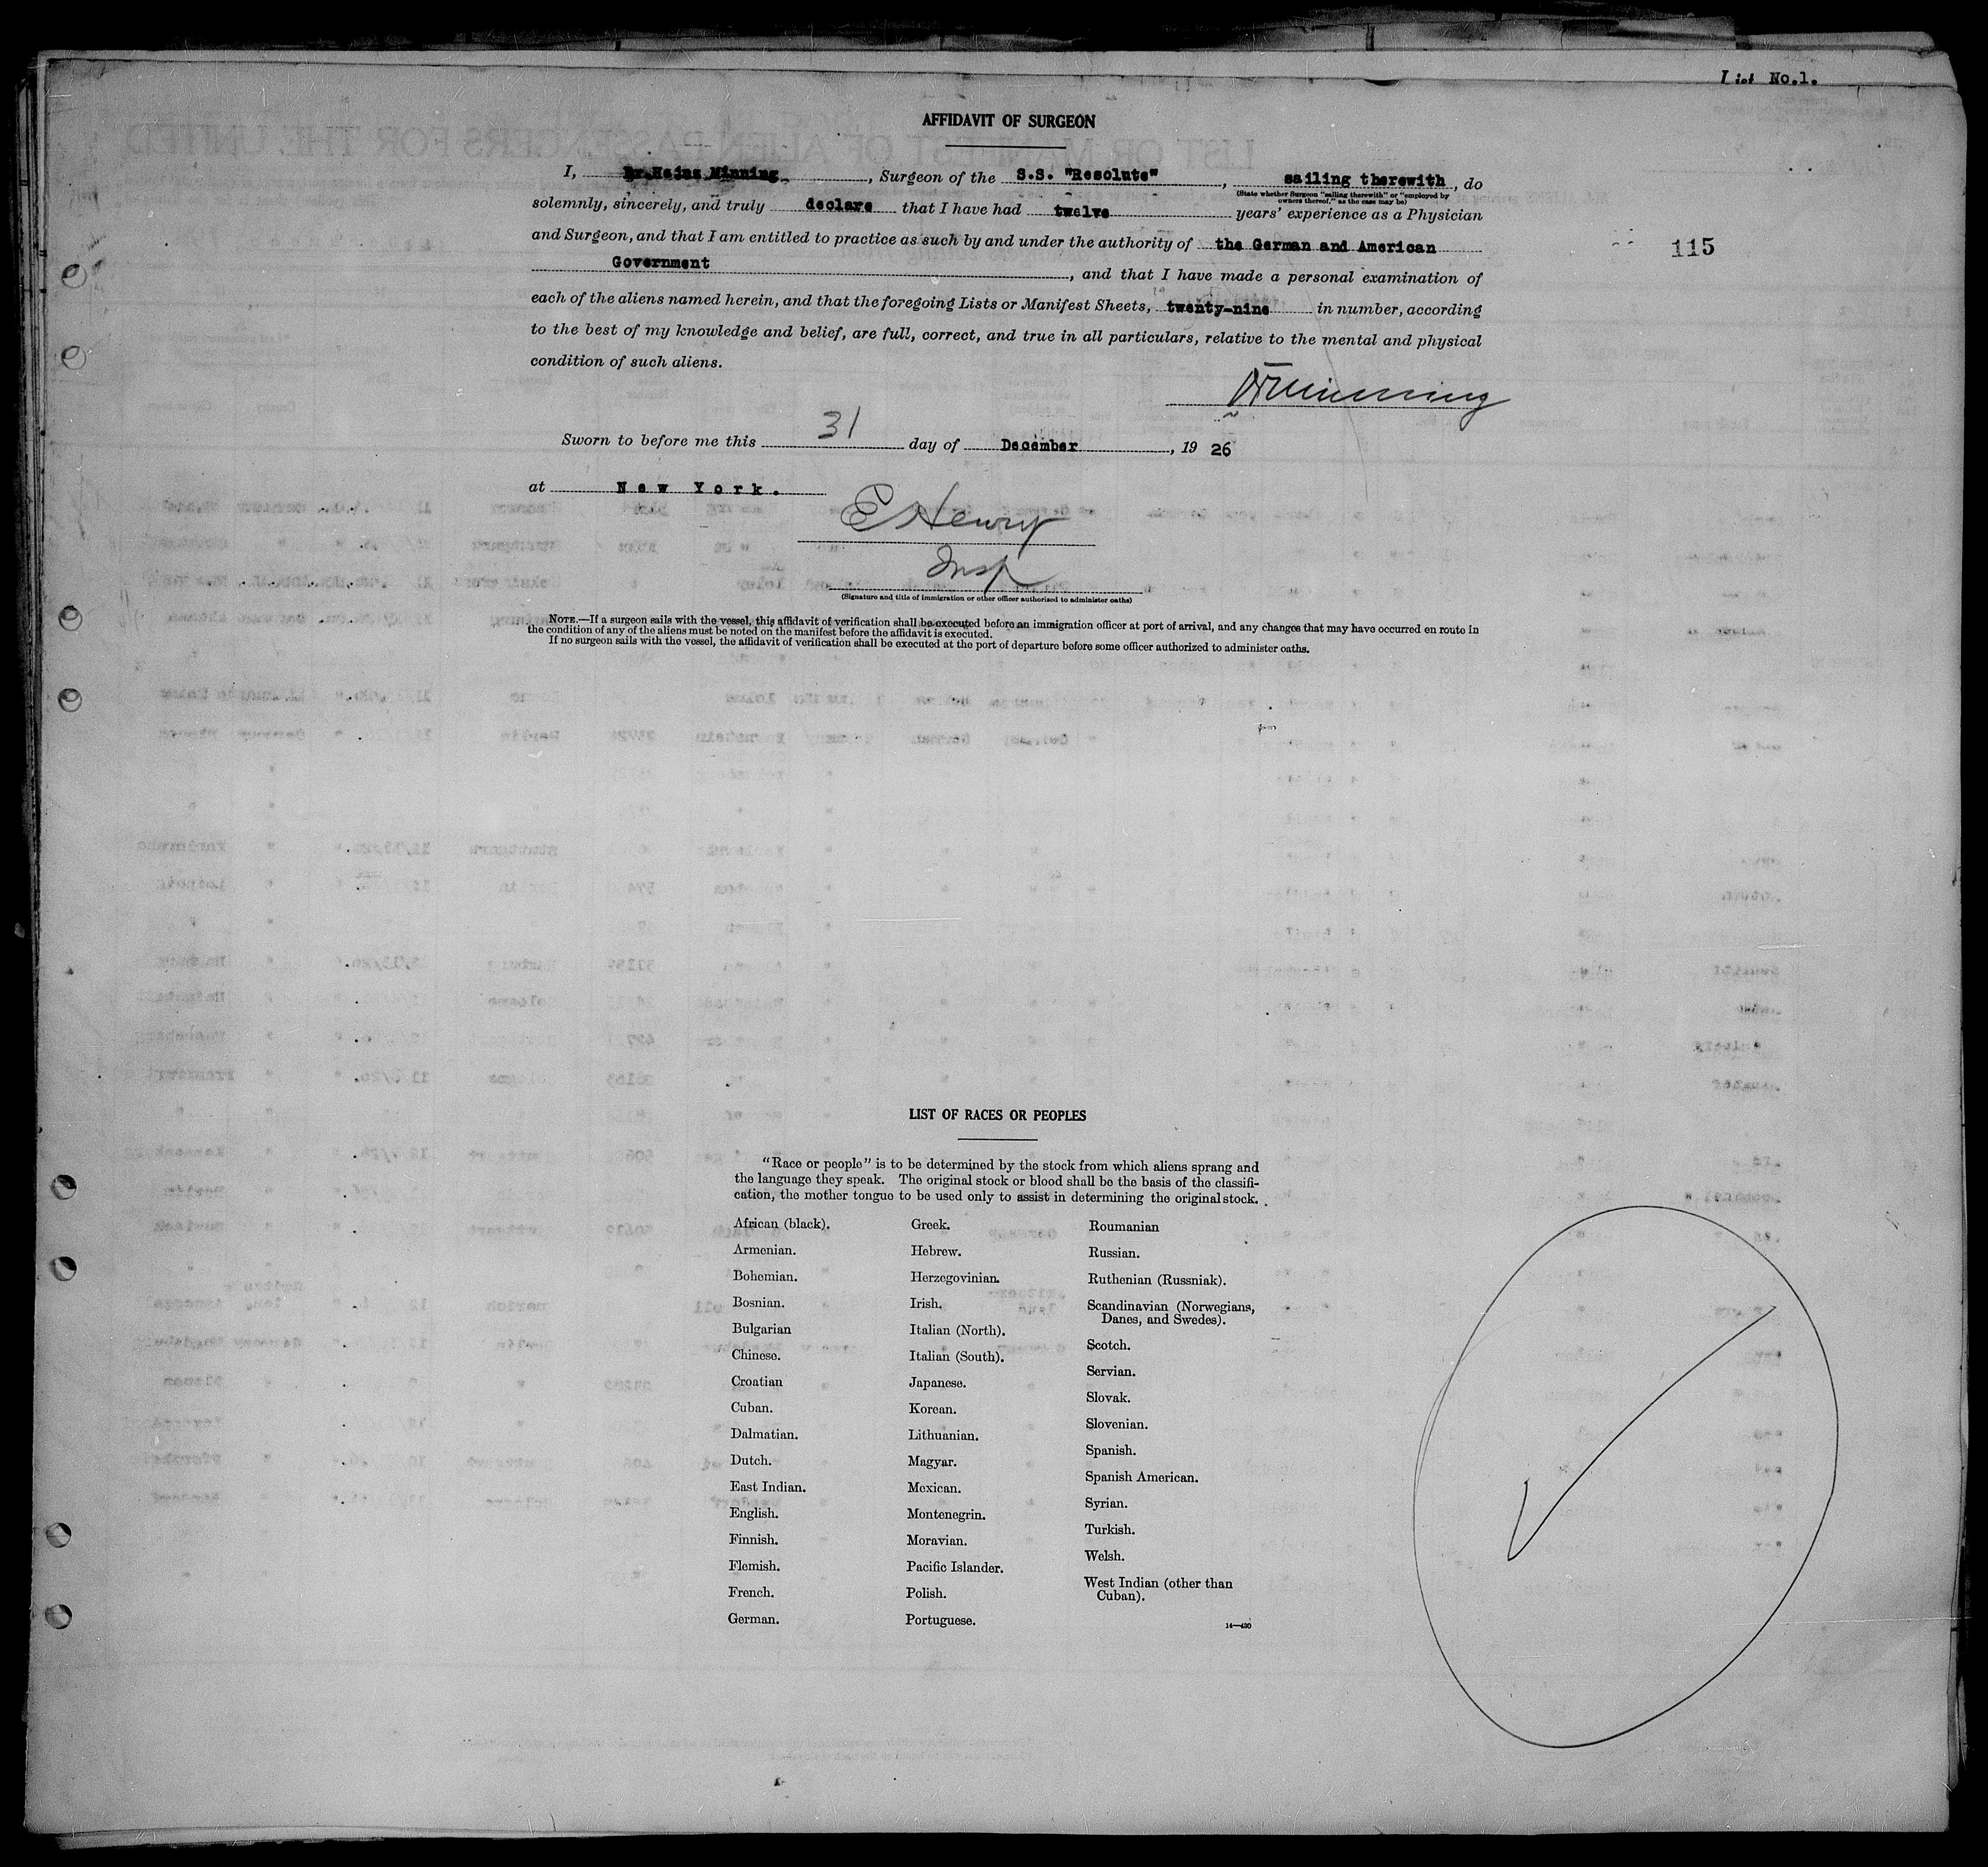 List No.1.
AFFIDAVIT OF SURGEON
I, Dr. Heins Minning, Surgeon of the S.S. "Resolute", sailing therewith, do
(State whether Surgeon "sailing therewith" or "employed by
owners thereof," as the case may be)
solemnly, sincerely, and truly declare that I have had twelve years' experience as a Physician
and Surgeon, and that I am entitled to practice as such by and under the authority of the German and American
115
Government, and that I have made a personal examination of
each of the aliens named herein, and that the foregoing Lists or Manifest Sheets, twenty-nine in number, according
to the best of my knowledge and belief, are full, correct, and true in all particulars, relative to the mental and physical
condition of such aliens.
Minning
Sworn to before me this 31 day of December, 1926
at New York.
E Henry
Insp
(Signature and title of immigration or other officer authorized to administer oaths)
NOTE.—If a surgeon sails with the vessel, this affidavit of verification shall be executed before an immigration officer at port of arrival, and any changes that may have occurred en route in
the condition of any of the aliens must be noted on the manifest before the affidavit is executed.
If no surgeon sails with the vessel, the affidavit of verification shall be executed at the port of departure before some officer authorized to administer oaths.
LIST OF RACES OR PEOPLES
"Race or people" is to be determined by the stock from which aliens sprang and
the language they speak. The original stock or blood shall be the basis of the classifi-
cation, the mother tongue to be used only to assist in determining the original stock.
African (black).
Armenian.
Bohemian.
Bosnian.
Bulgarian
Chinese.
Croatian
Cuban.
Dalmatian.
Dutch.
East Indian.
English.
Finnish.
Flemish.
French.
German.
Greek.
Hebrew.
Herzegovinian.
Irish.
Italian (North).
Italian (South).
Japanese.
Korean.
Lithuanian.
Magyar.
Mexican.
Montenegrin.
Moravian.
Pacific Islander.
Polish.
Portuguese.
Roumanian
Russian.
Ruthenian (Russniak).
Scandinavian (Norwegians,
Danes, and Swedes).
Scotch.
Servian.
Slovak.
Slovenian.
Spanish.
Spanish American.
Syrian.
Turkish.
Welsh.
West Indian (other than
Cuban).
14—430